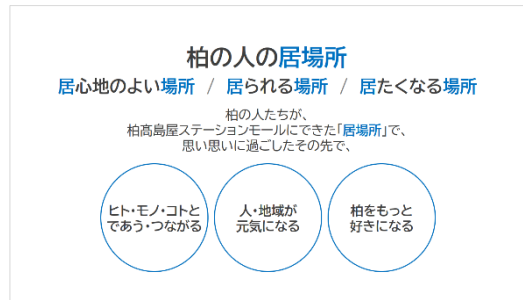 柏の人の居場所
居心地のよい場所 / 居られる場所 / 居たくなる場所
柏の人たちが、
柏髙島屋ステーションモールにできた「居場所」で、
思い思いに過ごしたその先で、
ヒト・モノ・コトと
であう・つながる
人・地域が
元気になる
柏をもっと
好きになる